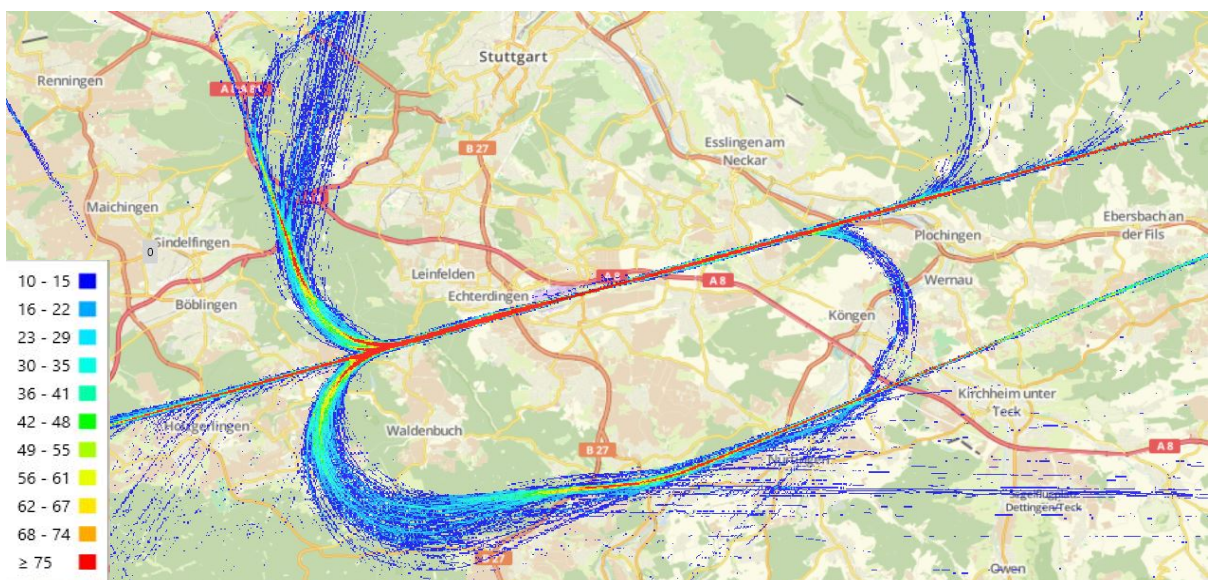 Stuttgart
Renningen
B 27
Esslingen am
Neckar
Maichingen
Sindelfingen
0
Ebersbach an
der Fils
Plochingen
Leinfelden
A 8
Wernau
Echterdingen
Böblingen
Köngen
10 - 15
16 - 22
23 - 29
30 - 35
36 - 41
42 - 48
49 - 55
56 - 61
62 - 67
68 - 74
≥ 75
Kirchheim unter
Teck
Waldenbuch
B 27
A 8
Dettingen/Teck
Owen